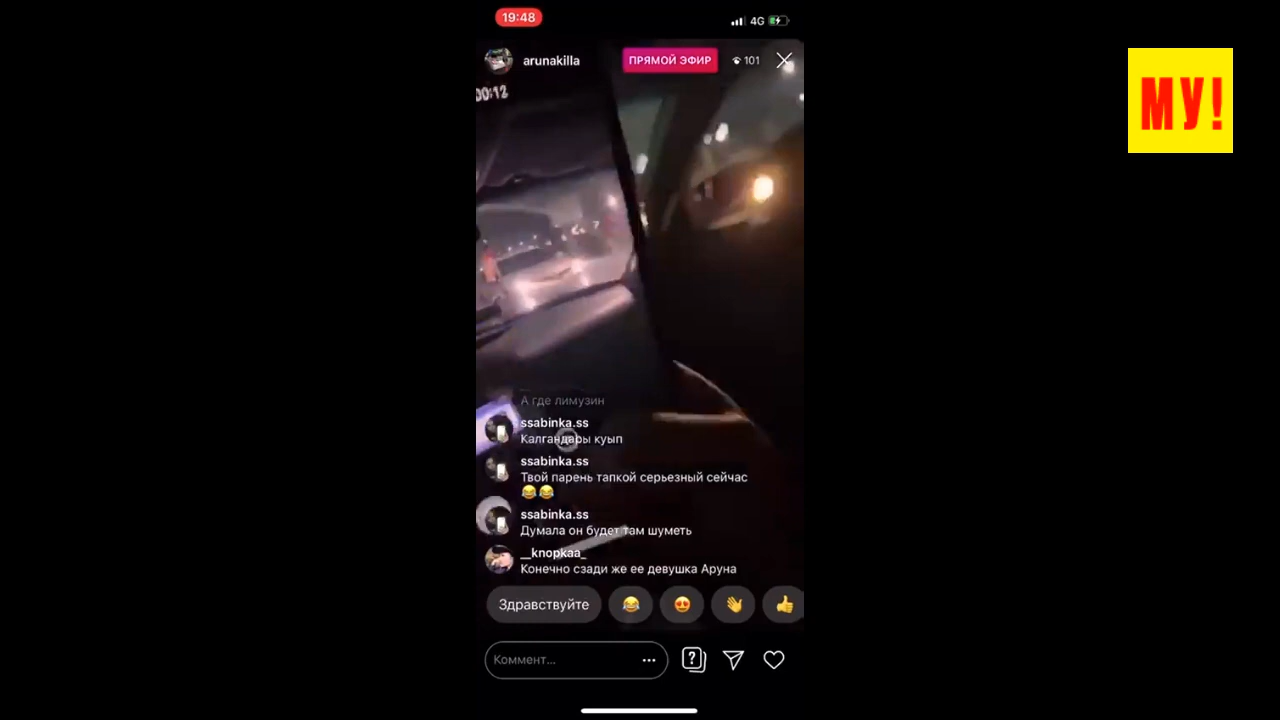 19:48
4G
arunakilla
ПРЯМОЙ ЭФИР
101
00:12
МУ!
А где лимузин
ssabinka.ss
Калгандары куып
ssabinka.ss
Твой парень тапкой серьезный сейчас
😂😂
ssabinka.ss
Думала он будет там шуметь
__knopkaa_
Конечно сзади же ее девушка Аруна
Здравствуйте
Коммент...